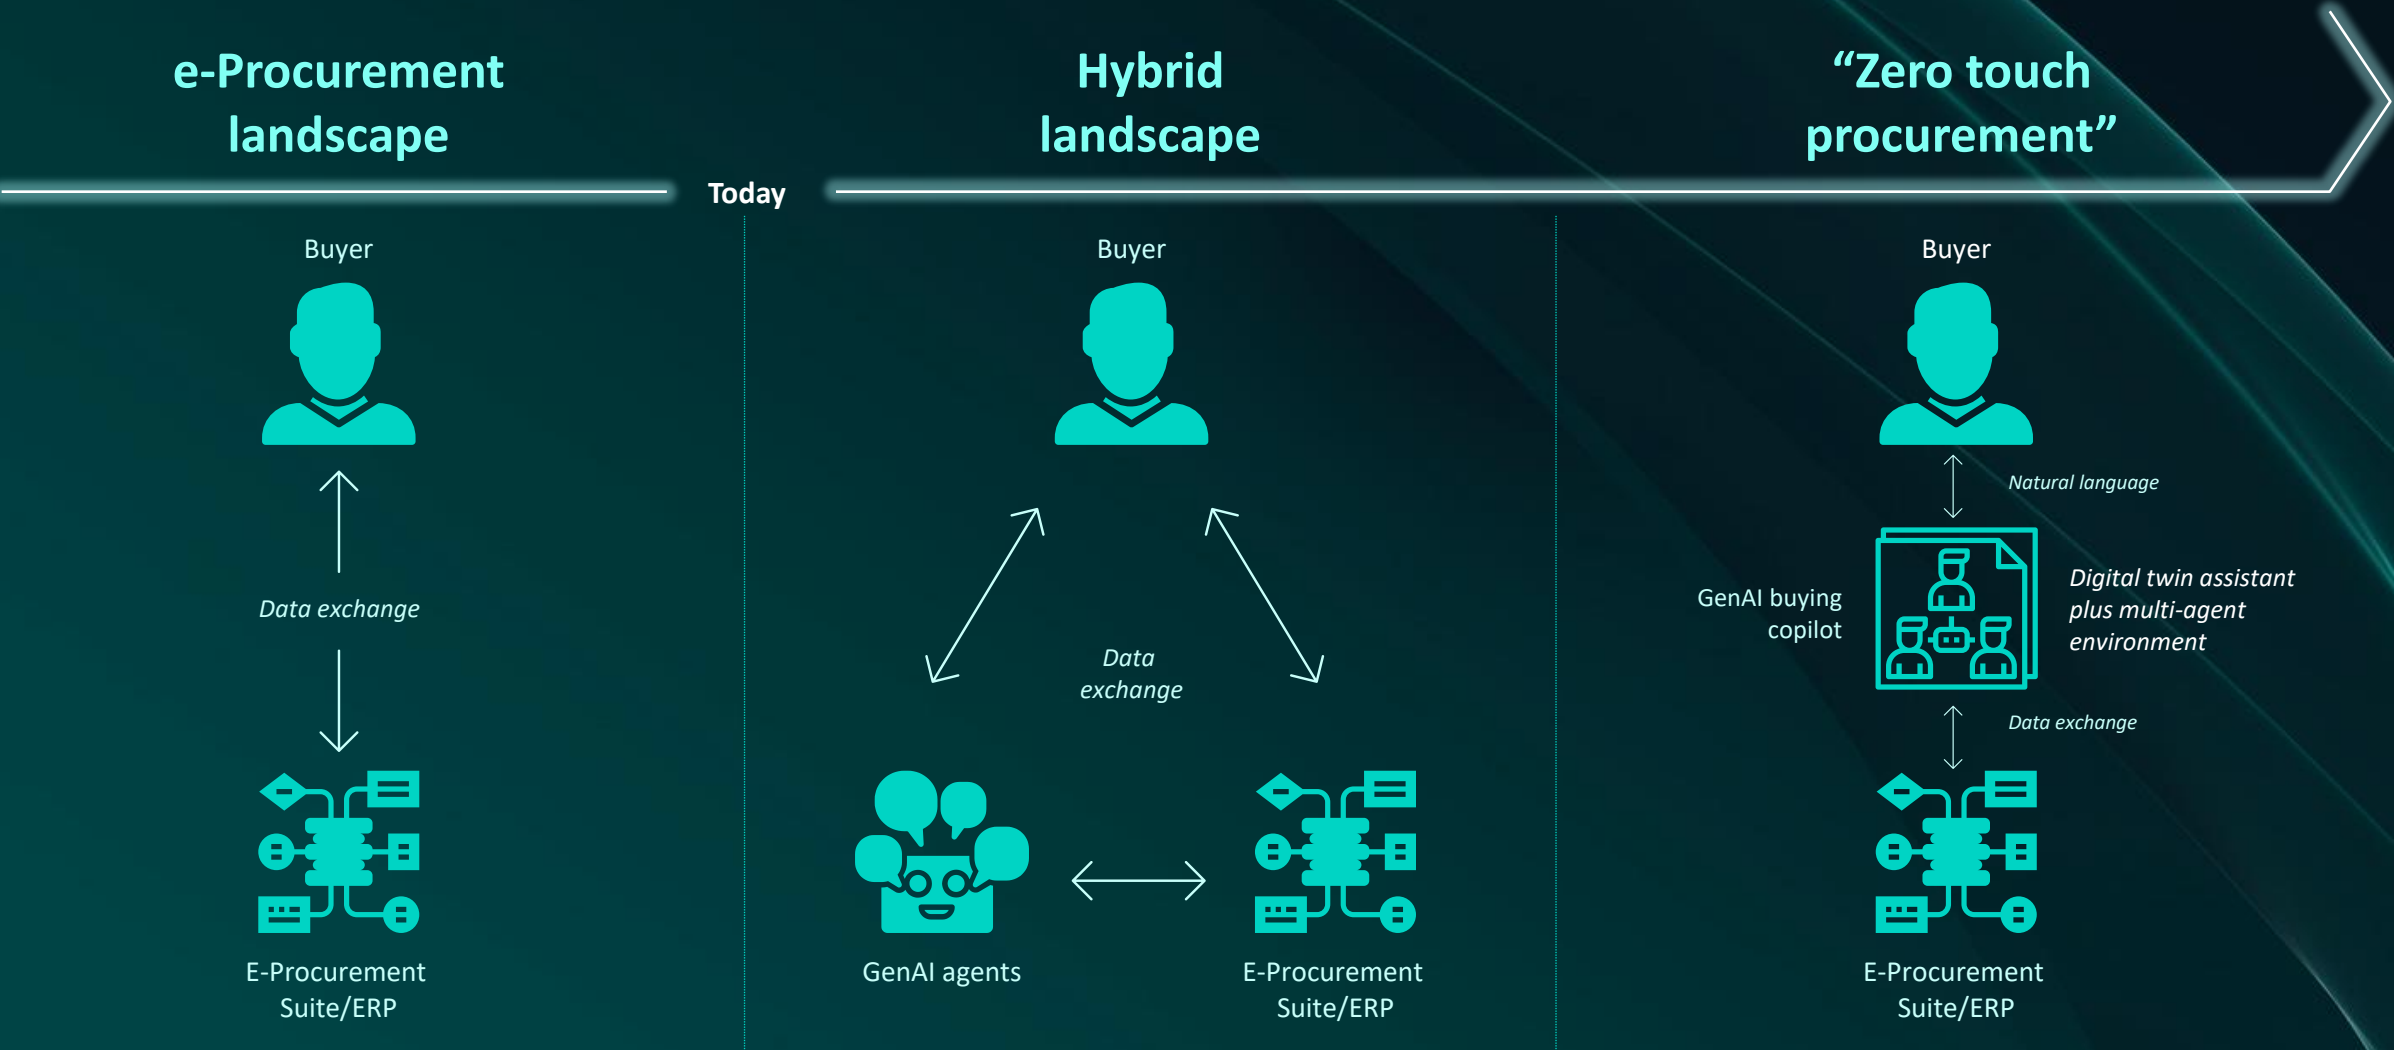 e-Procurement
landscape
Hybrid
landscape
“Zero touch
procurement”
Today
Buyer
Data exchange
E-Procurement
Suite/ERP
Buyer
Data
exchange
GenAI agents
E-Procurement
Suite/ERP
Buyer
Natural language
GenAI buying
copilot
Digital twin assistant
plus multi-agent
environment
Data exchange
E-Procurement
Suite/ERP